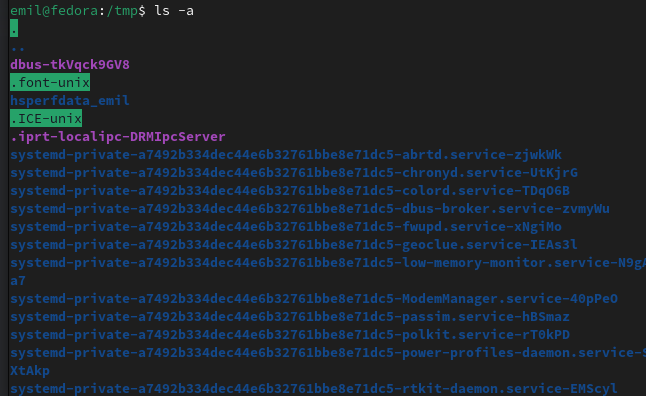 emil@fedora:/tmp$ ls -a
.
..
dbus-tkVqck9GV8
.font-unix
hsperfdata_emil
.ICE-unix
.iprt-localipc-DRMIpcServer
systemd-private-a7492b334dec44e6b32761bbe8e71dc5-abrtd.service-zjwkWk
systemd-private-a7492b334dec44e6b32761bbe8e71dc5-chronyd.service-UtKjrG
systemd-private-a7492b334dec44e6b32761bbe8e71dc5-colord.service-TDqO6B
systemd-private-a7492b334dec44e6b32761bbe8e71dc5-dbus-broker.service-zvmyWu
systemd-private-a7492b334dec44e6b32761bbe8e71dc5-fwupd.service-xNgiMo
systemd-private-a7492b334dec44e6b32761bbe8e71dc5-geoclue.service-IEAs3l
systemd-private-a7492b334dec44e6b32761bbe8e71dc5-low-memory-monitor.service-N9gA
a7
systemd-private-a7492b334dec44e6b32761bbe8e71dc5-ModemManager.service-40pPeO
systemd-private-a7492b334dec44e6b32761bbe8e71dc5-passim.service-hBSmaz
systemd-private-a7492b334dec44e6b32761bbe8e71dc5-polkit.service-rT0kPD
systemd-private-a7492b334dec44e6b32761bbe8e71dc5-power-profiles-daemon.service-S
XtAkp
systemd-private-a7492b334dec44e6b32761bbe8e71dc5-rtkit-daemon.service-EMScyl